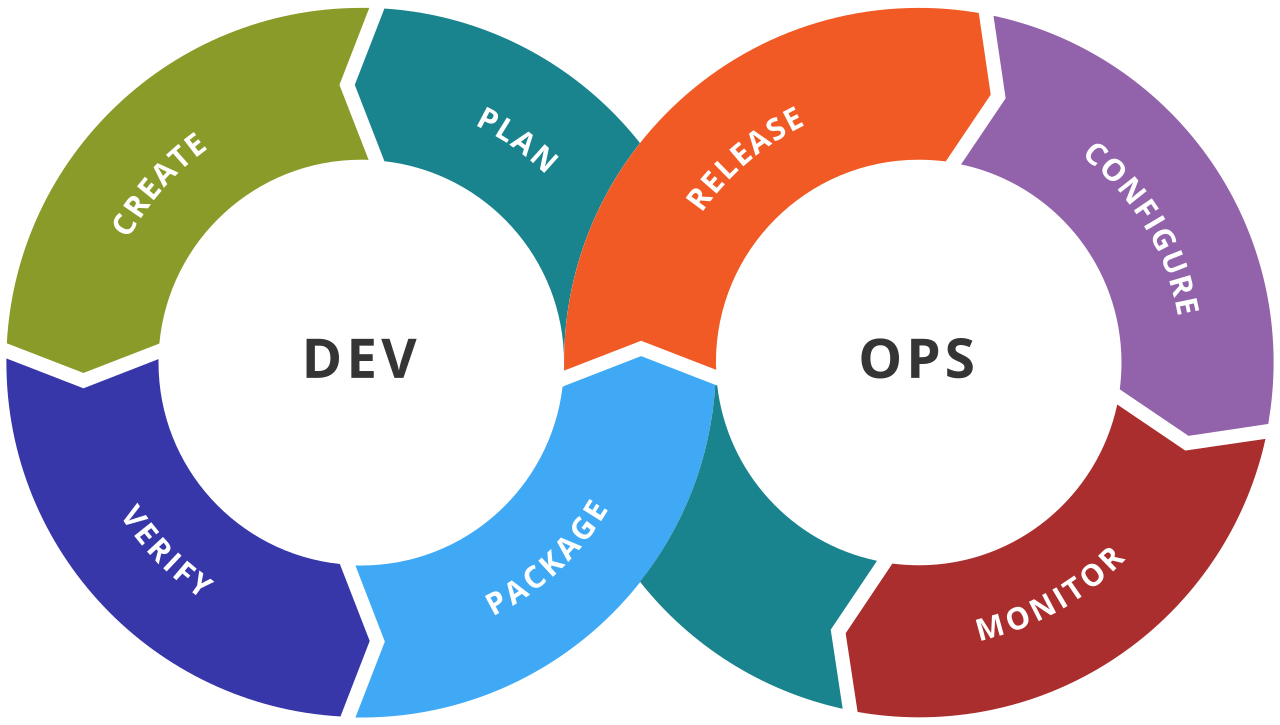 PLAN
CREATE
VERIFY
PACKAGE
RELEASE
CONFIGURE
MONITOR
DEV
OPS